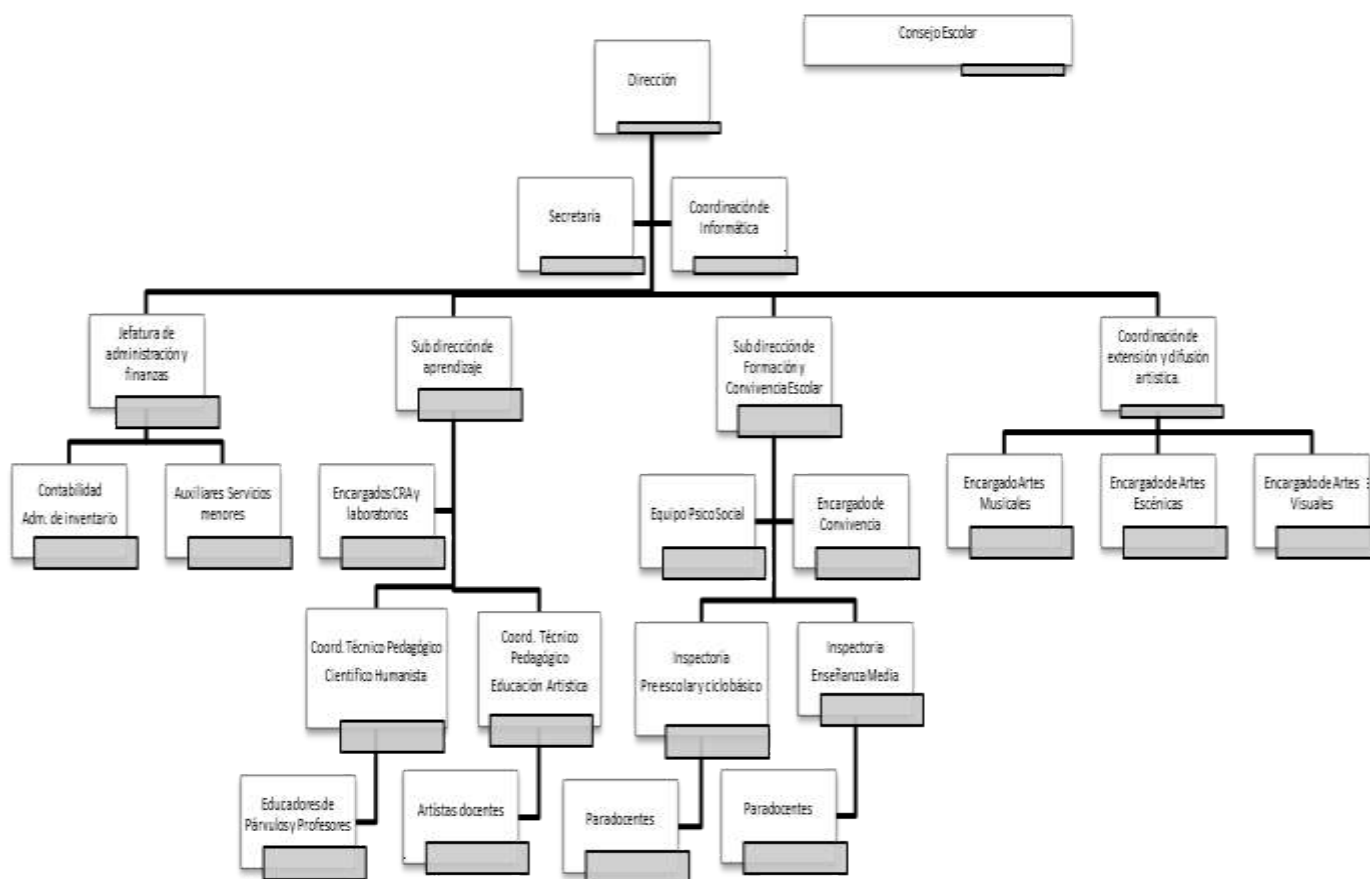 Consejo Escolar
Dirección
Secretaría
Coordinación de
Informática
Jefatura de
administración y
finanzas
Sub dirección de
aprendizaje
Sub dirección de
Formación y
Convivencia Escolar
Coordinación de
extensión y difusión
artística.
Contabilidad
Adm. de inventario
Auxiliares Servicios
menores
Encargados CRA y
laboratorios
Equipo Psico Social
Encargado de
Convivencia
Encargado Artes
Musicales
Encargado de Artes
Escénicas
Encargado de Artes
Visuales
Coord. Técnico Pedagógico
Científico Humanista
Coord. Técnico
Pedagógico
Educación Artística
Inspectoría
Pre escolar y ciclo básico
Inspectoría
Enseñanza Media
Educadores de
Párvulos y Profesores
Artistas docentes
Paradocentes
Paradocentes